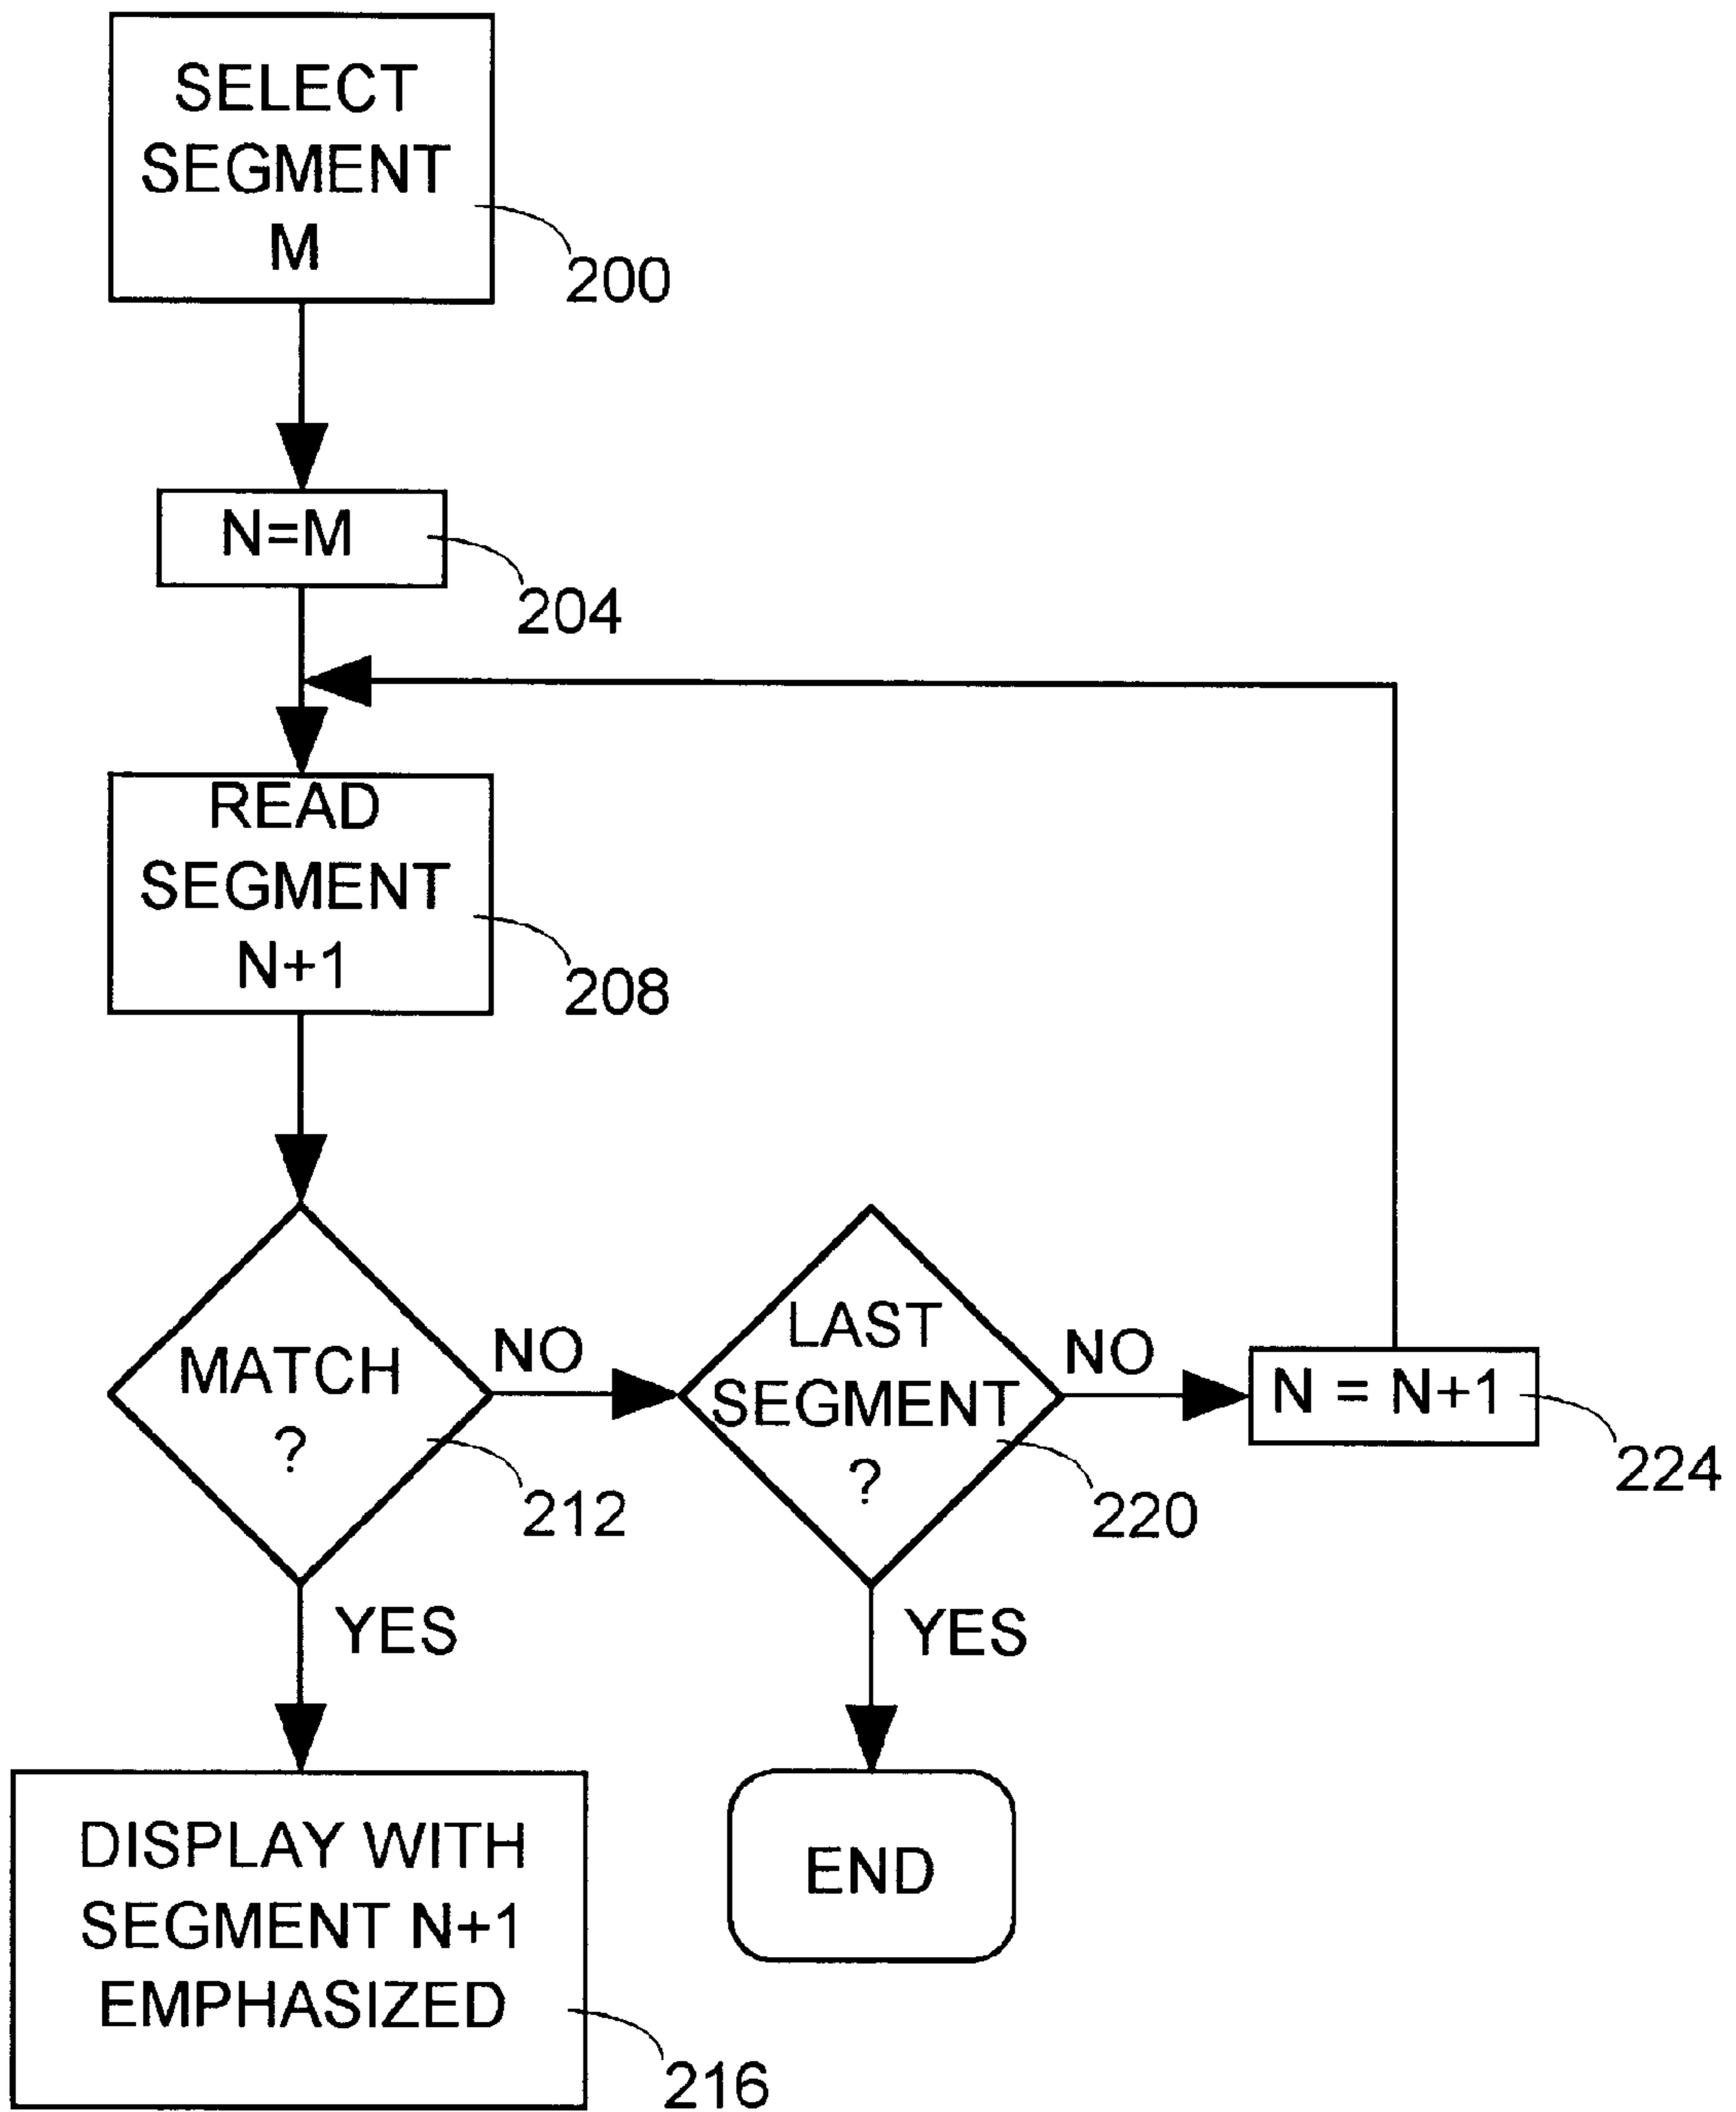 SELECT
SEGMENT
M
200
N=M
204
READ
SEGMENT
N+1
208
MATCH
?
212
NO
LAST
SEGMENT
?
220
NO
N = N+1
224
YES
YES
DISPLAY WITH
SEGMENT N+1
EMPHASIZED
216
END